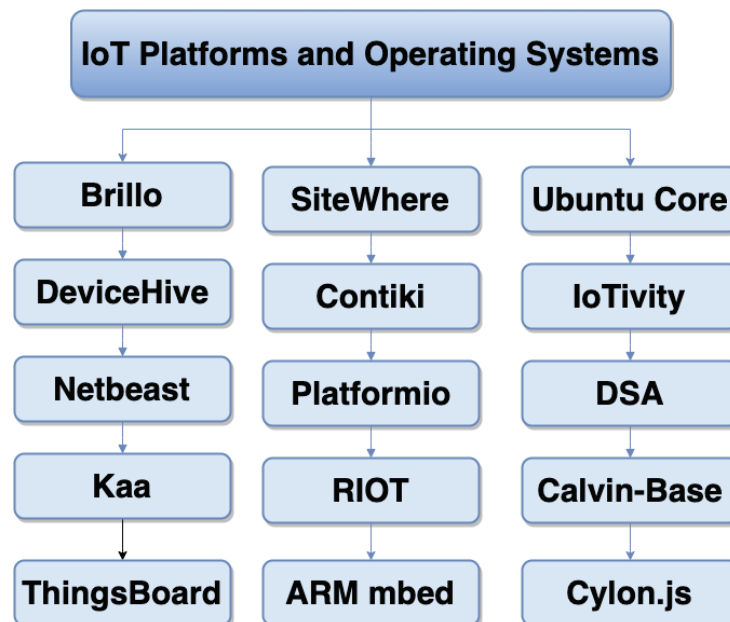 IoT Platforms and Operating Systems
Brillo
SiteWhere
Ubuntu Core
DeviceHive
Contiki
IoTivity
Netbeast
Platformio
DSA
Kaa
RIOT
Calvin-Base
ThingsBoard
ARM mbed
Cylon.js